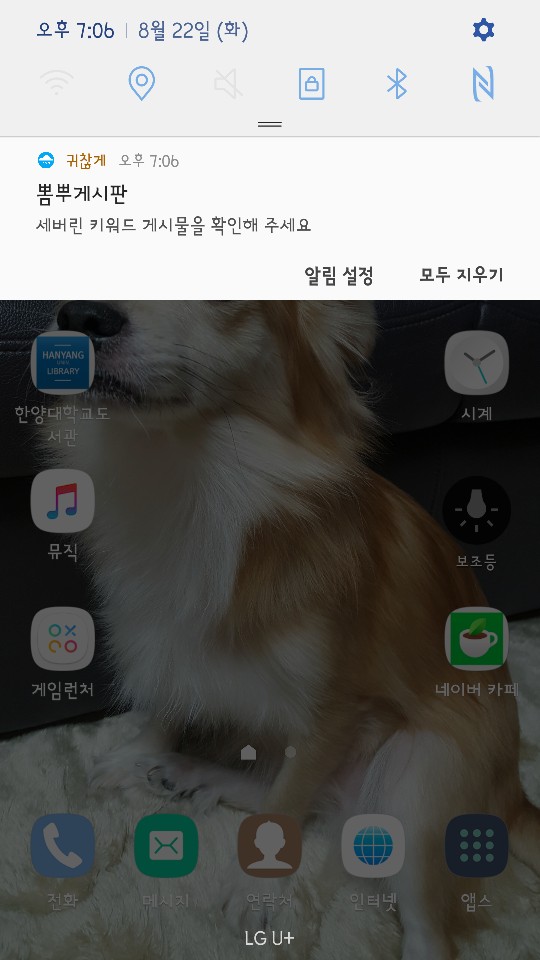 오후 7:06 | 8월 22일 (화)
귀찮게 오후 7:06
뽐뿌게시판
세버린 키워드 게시물을 확인해 주세요
알림 설정 모두 지우기
HANYANG
LIBRARY
한양대학교도
서관
시계
뮤직
보조등
게임런처
네이버 카페
전화 메시지 연락처 인터넷 앱스
LG U+